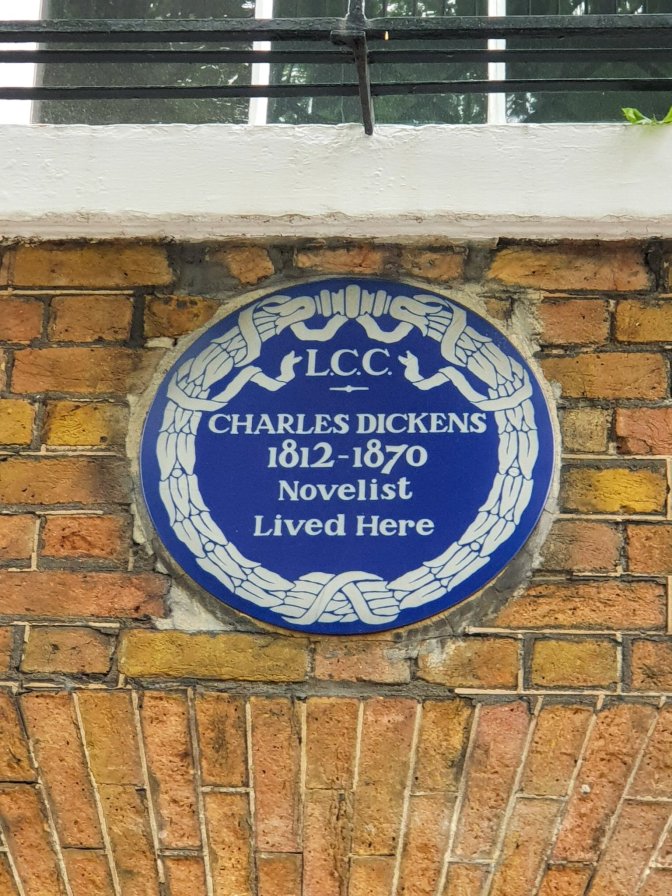 L.C.C.
CHARLES DICKENS
1812-1870
Novelist
Lived Here